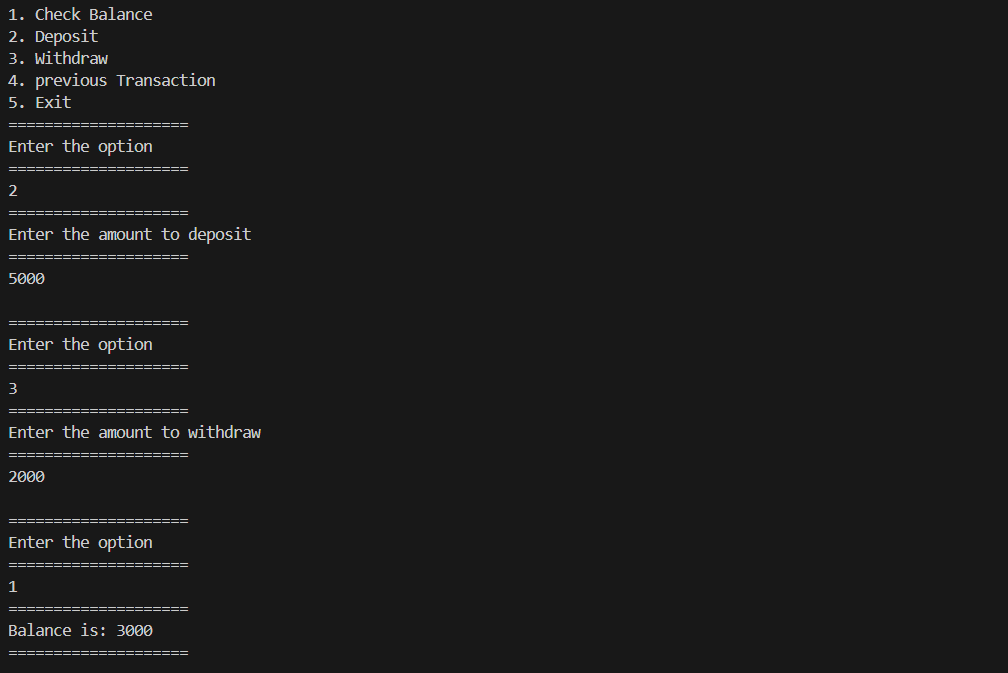 1. Check Balance
2. Deposit
3. Withdraw
4. previous Transaction
5. Exit
====================
Enter the option
====================
2
====================
Enter the amount to deposit
====================
5000
====================
Enter the option
====================
3
====================
Enter the amount to withdraw
====================
2000
====================
Enter the option
====================
1
====================
Balance is: 3000
====================